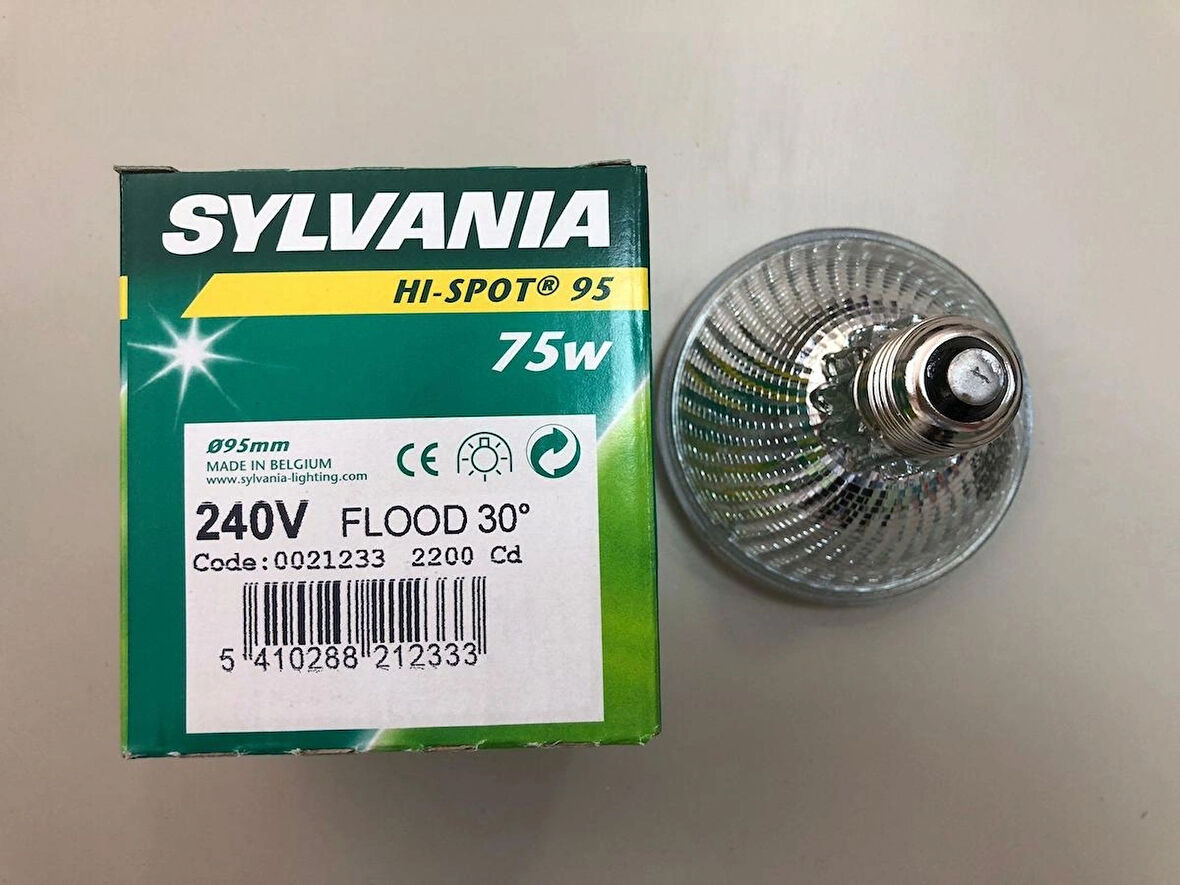 SYLVANIA
HI-SPOT® 95
75w
Ø95mm
MADE IN BELGIUM
www.sylvania-lighting.com
CE
240V FLOOD 30°
Code:0021233 2200 Cd
5 410288 212333